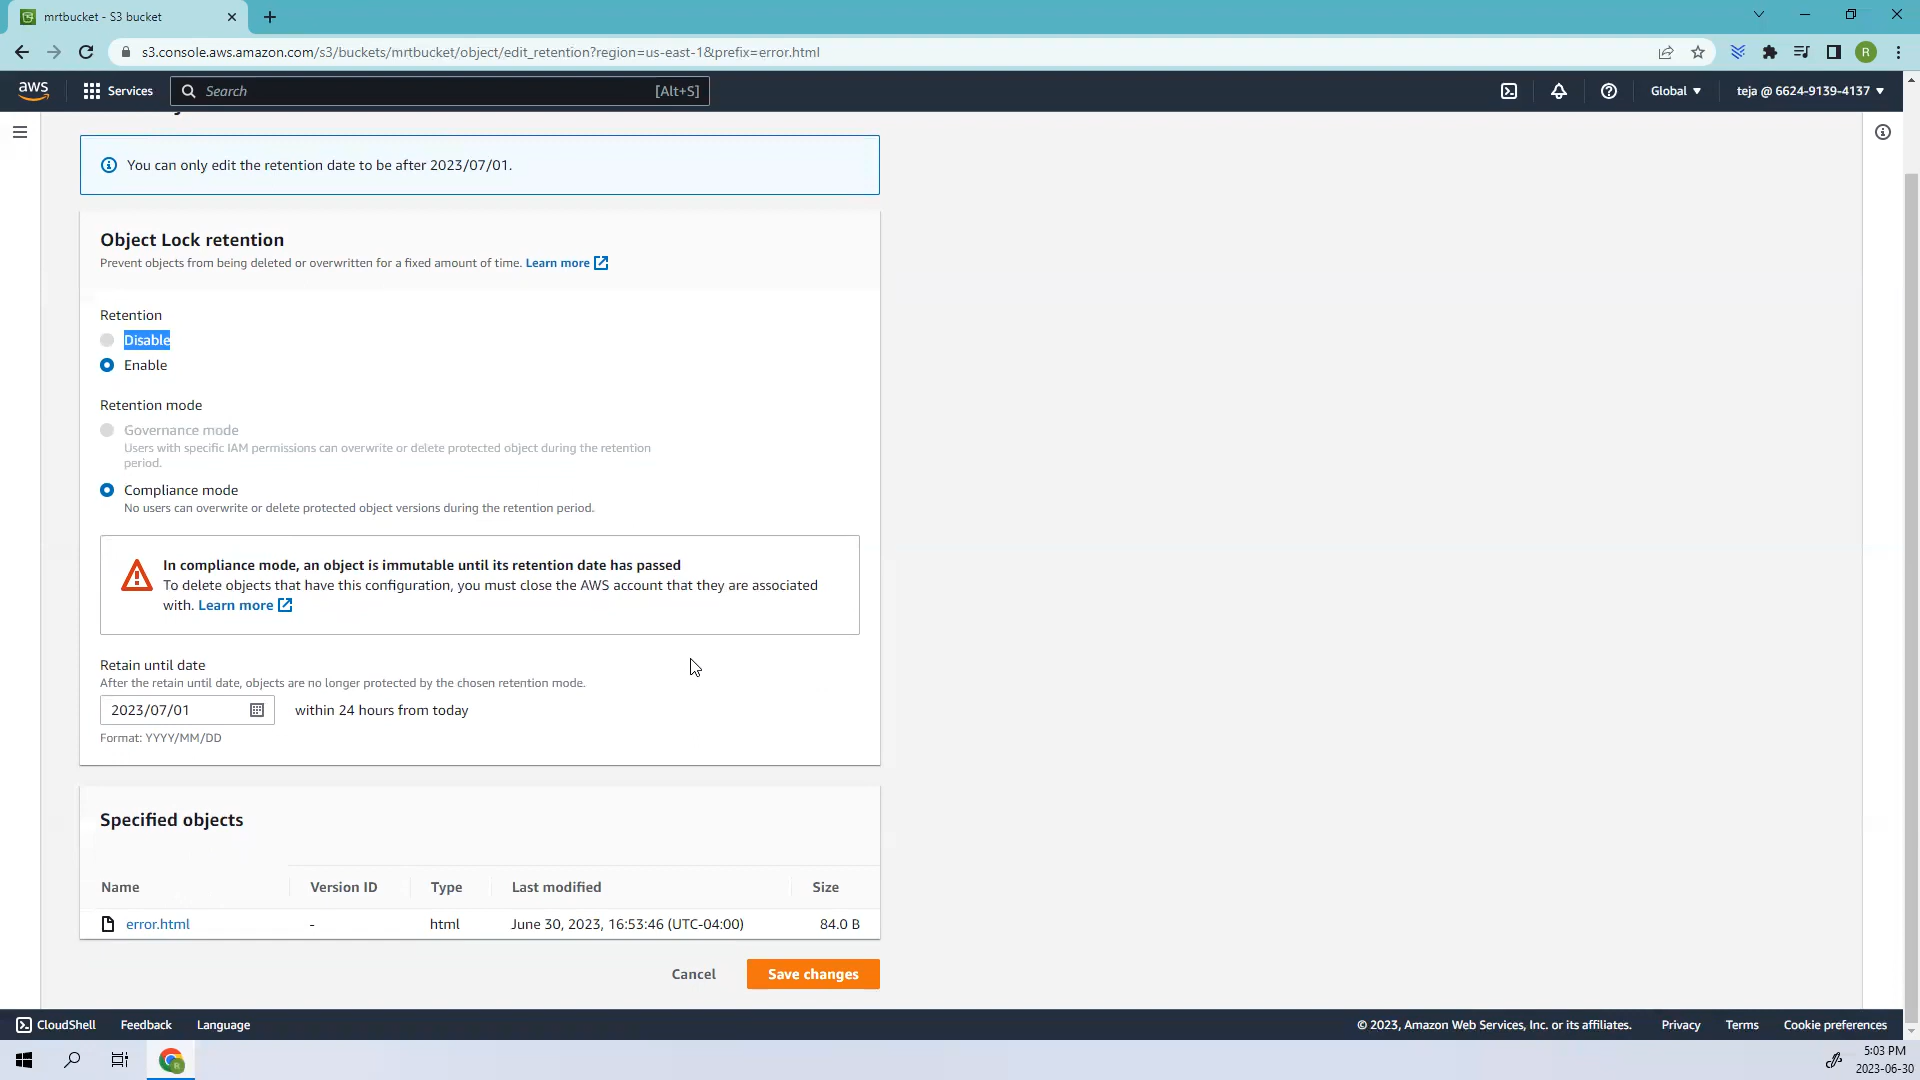 mrtbucket - S3 bucket
s3.console.aws.amazon.com/s3/buckets/mrtbucket/object/edit_retention?region=us-east-1&prefix=error.html
R
aws
Services
Search
[Alt+S]
Global
teja @ 6624-9139-4137
You can only edit the retention date to be after 2023/07/01.
Object Lock retention
Prevent objects from being deleted or overwritten for a fixed amount of time. Learn more
Retention
Disable
Enable
Retention mode
Governance mode
Users with specific IAM permissions can overwrite or delete protected object during the retention
period.
Compliance mode
No users can overwrite or delete protected object versions during the retention period.
In compliance mode, an object is immutable until its retention date has passed
To delete objects that have this configuration, you must close the AWS account that they are associated
with. Learn more
Retain until date
After the retain until date, objects are no longer protected by the chosen retention mode.
2023/07/01
within 24 hours from today
Format: YYYY/MM/DD
Specified objects
Name
Version ID
Type
Last modified
Size
error.html
-
html
June 30, 2023, 16:53:46 (UTC-04:00)
84.0 B
Cancel
Save changes
CloudShell
Feedback
Language
© 2023, Amazon Web Services, Inc. or its affiliates.
Privacy
Terms
Cookie preferences
R
5:03 PM
2023-06-30